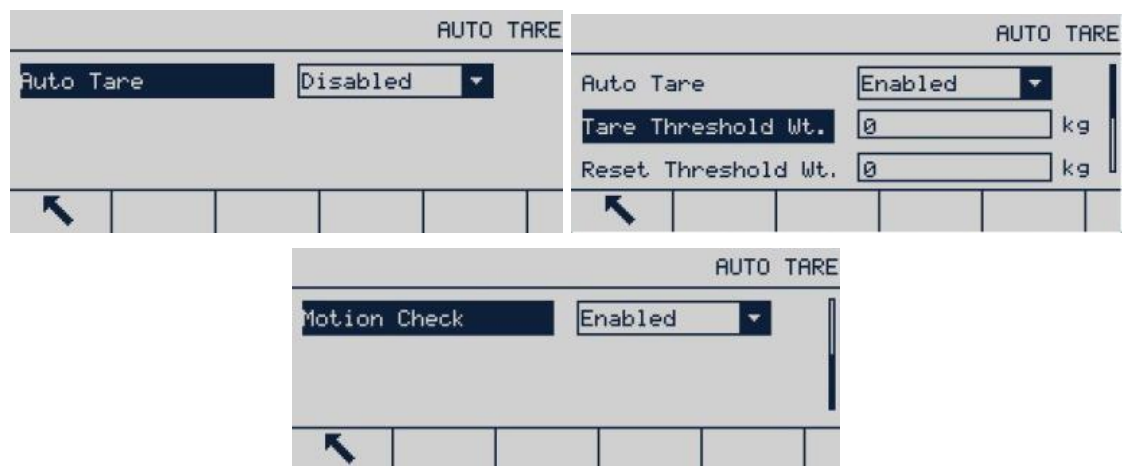 AUTO TARE
Auto Tare Disabled
AUTO TARE
Auto Tare Enabled
Tare Threshold Wt. 0 kg
Reset Threshold Wt. 0 kg
AUTO TARE
Motion Check Enabled